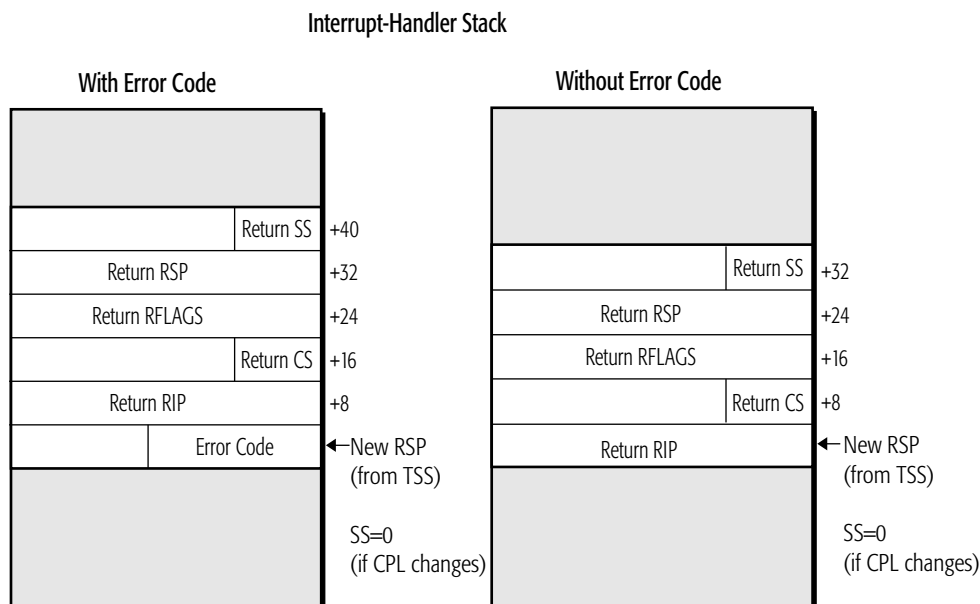 Interrupt-Handler Stack
With Error Code
Return SS +40
Return RSP +32
Return RFLAGS +24
Return CS +16
Return RIP +8
Error Code
New RSP
(from TSS)
SS=0
(if CPL changes)
Without Error Code
Return SS +32
Return RSP +24
Return RFLAGS +16
Return CS +8
Return RIP
New RSP
(from TSS)
SS=0
(if CPL changes)